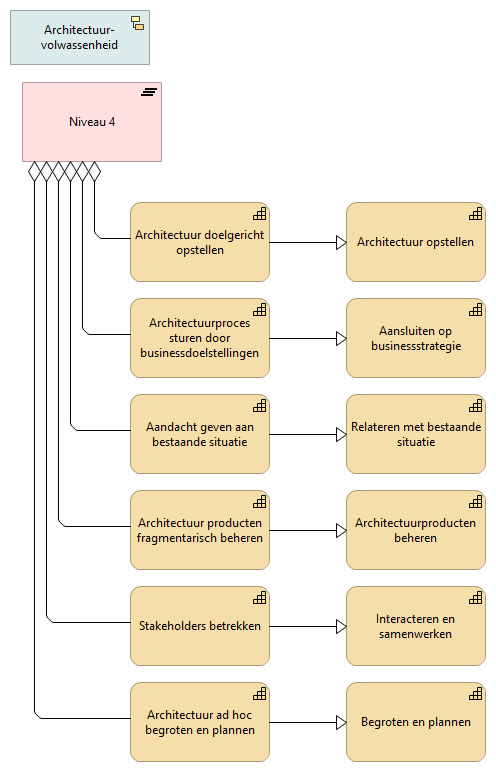 Architectuur-
volwassenheid
Niveau 4
Architectuur doelgericht
opstellen
Architectuur opstellen
Architectuurproces
sturen door
businessdoelstellingen
Aansluiten op
businessstrategie
Aandacht geven aan
bestaande situatie
Relateren met bestaande
situatie
Architectuur producten
fragmentarisch beheren
Architectuurproducten
beheren
Stakeholders betrekken
Interacteren en
samenwerken
Architectuur ad hoc
begroten en plannen
Begroten en plannen